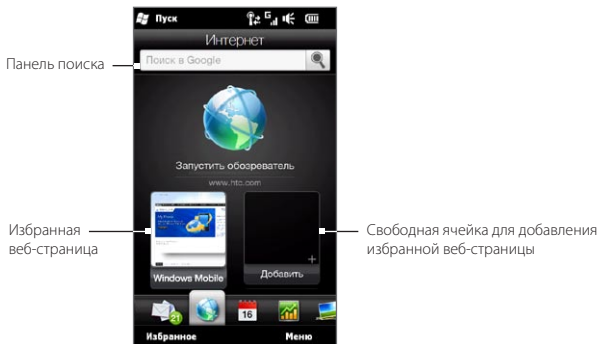 Пуск
Интернет
Поиск в Google
Панель поиска
Запустить обозреватель
www.htc.com
Избранная
веб-страница
Свободная ячейка для добавления
избранной веб-страницы
Windows Mobile
Добавить
21
16
Избранное
Меню